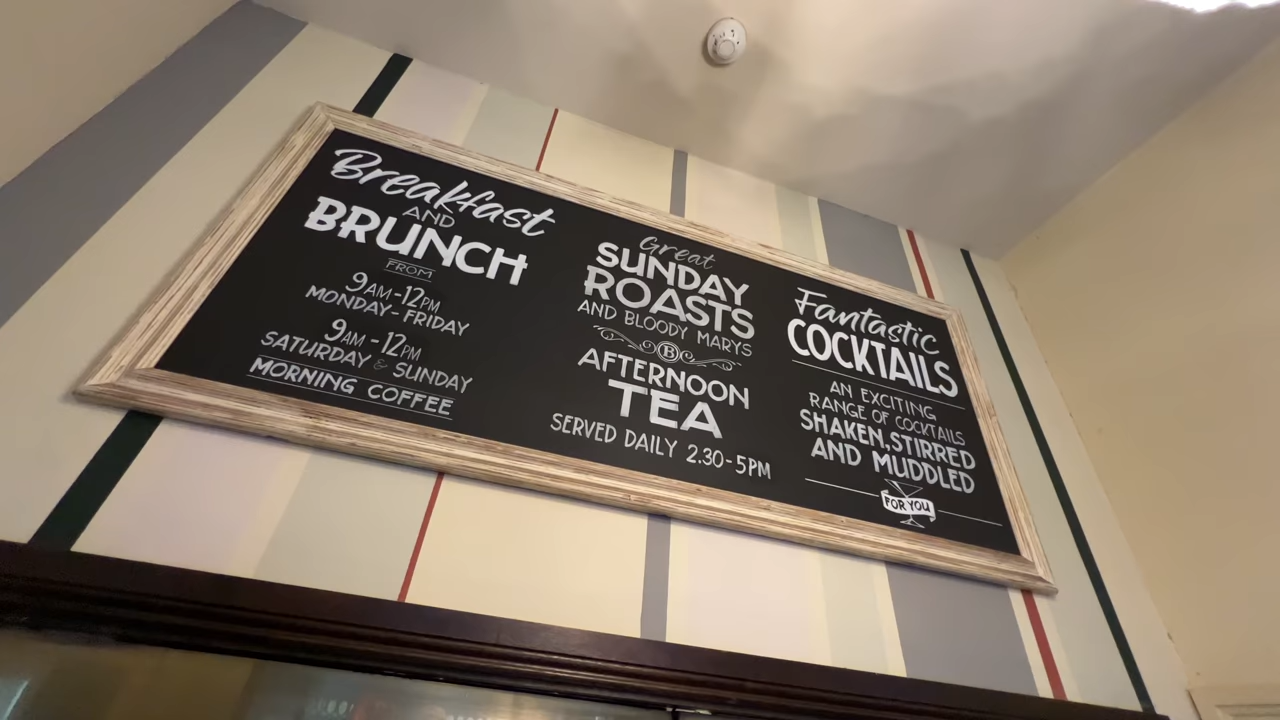 Breakfast
AND
BRUNCH
FROM
9AM-12PM
MONDAY-FRIDAY
9AM-12PM
SATURDAY & SUNDAY
MORNING COFFEE
Great
SUNDAY
ROASTS
AND BLOODY MARYS
B
AFTERNOON
TEA
SERVED DAILY 2.30-5PM
Fantastic
COCKTAILS
AN EXCITING
RANGE OF COCKTAILS
SHAKEN, STIRRED
AND MUDDLED
FOR YOU